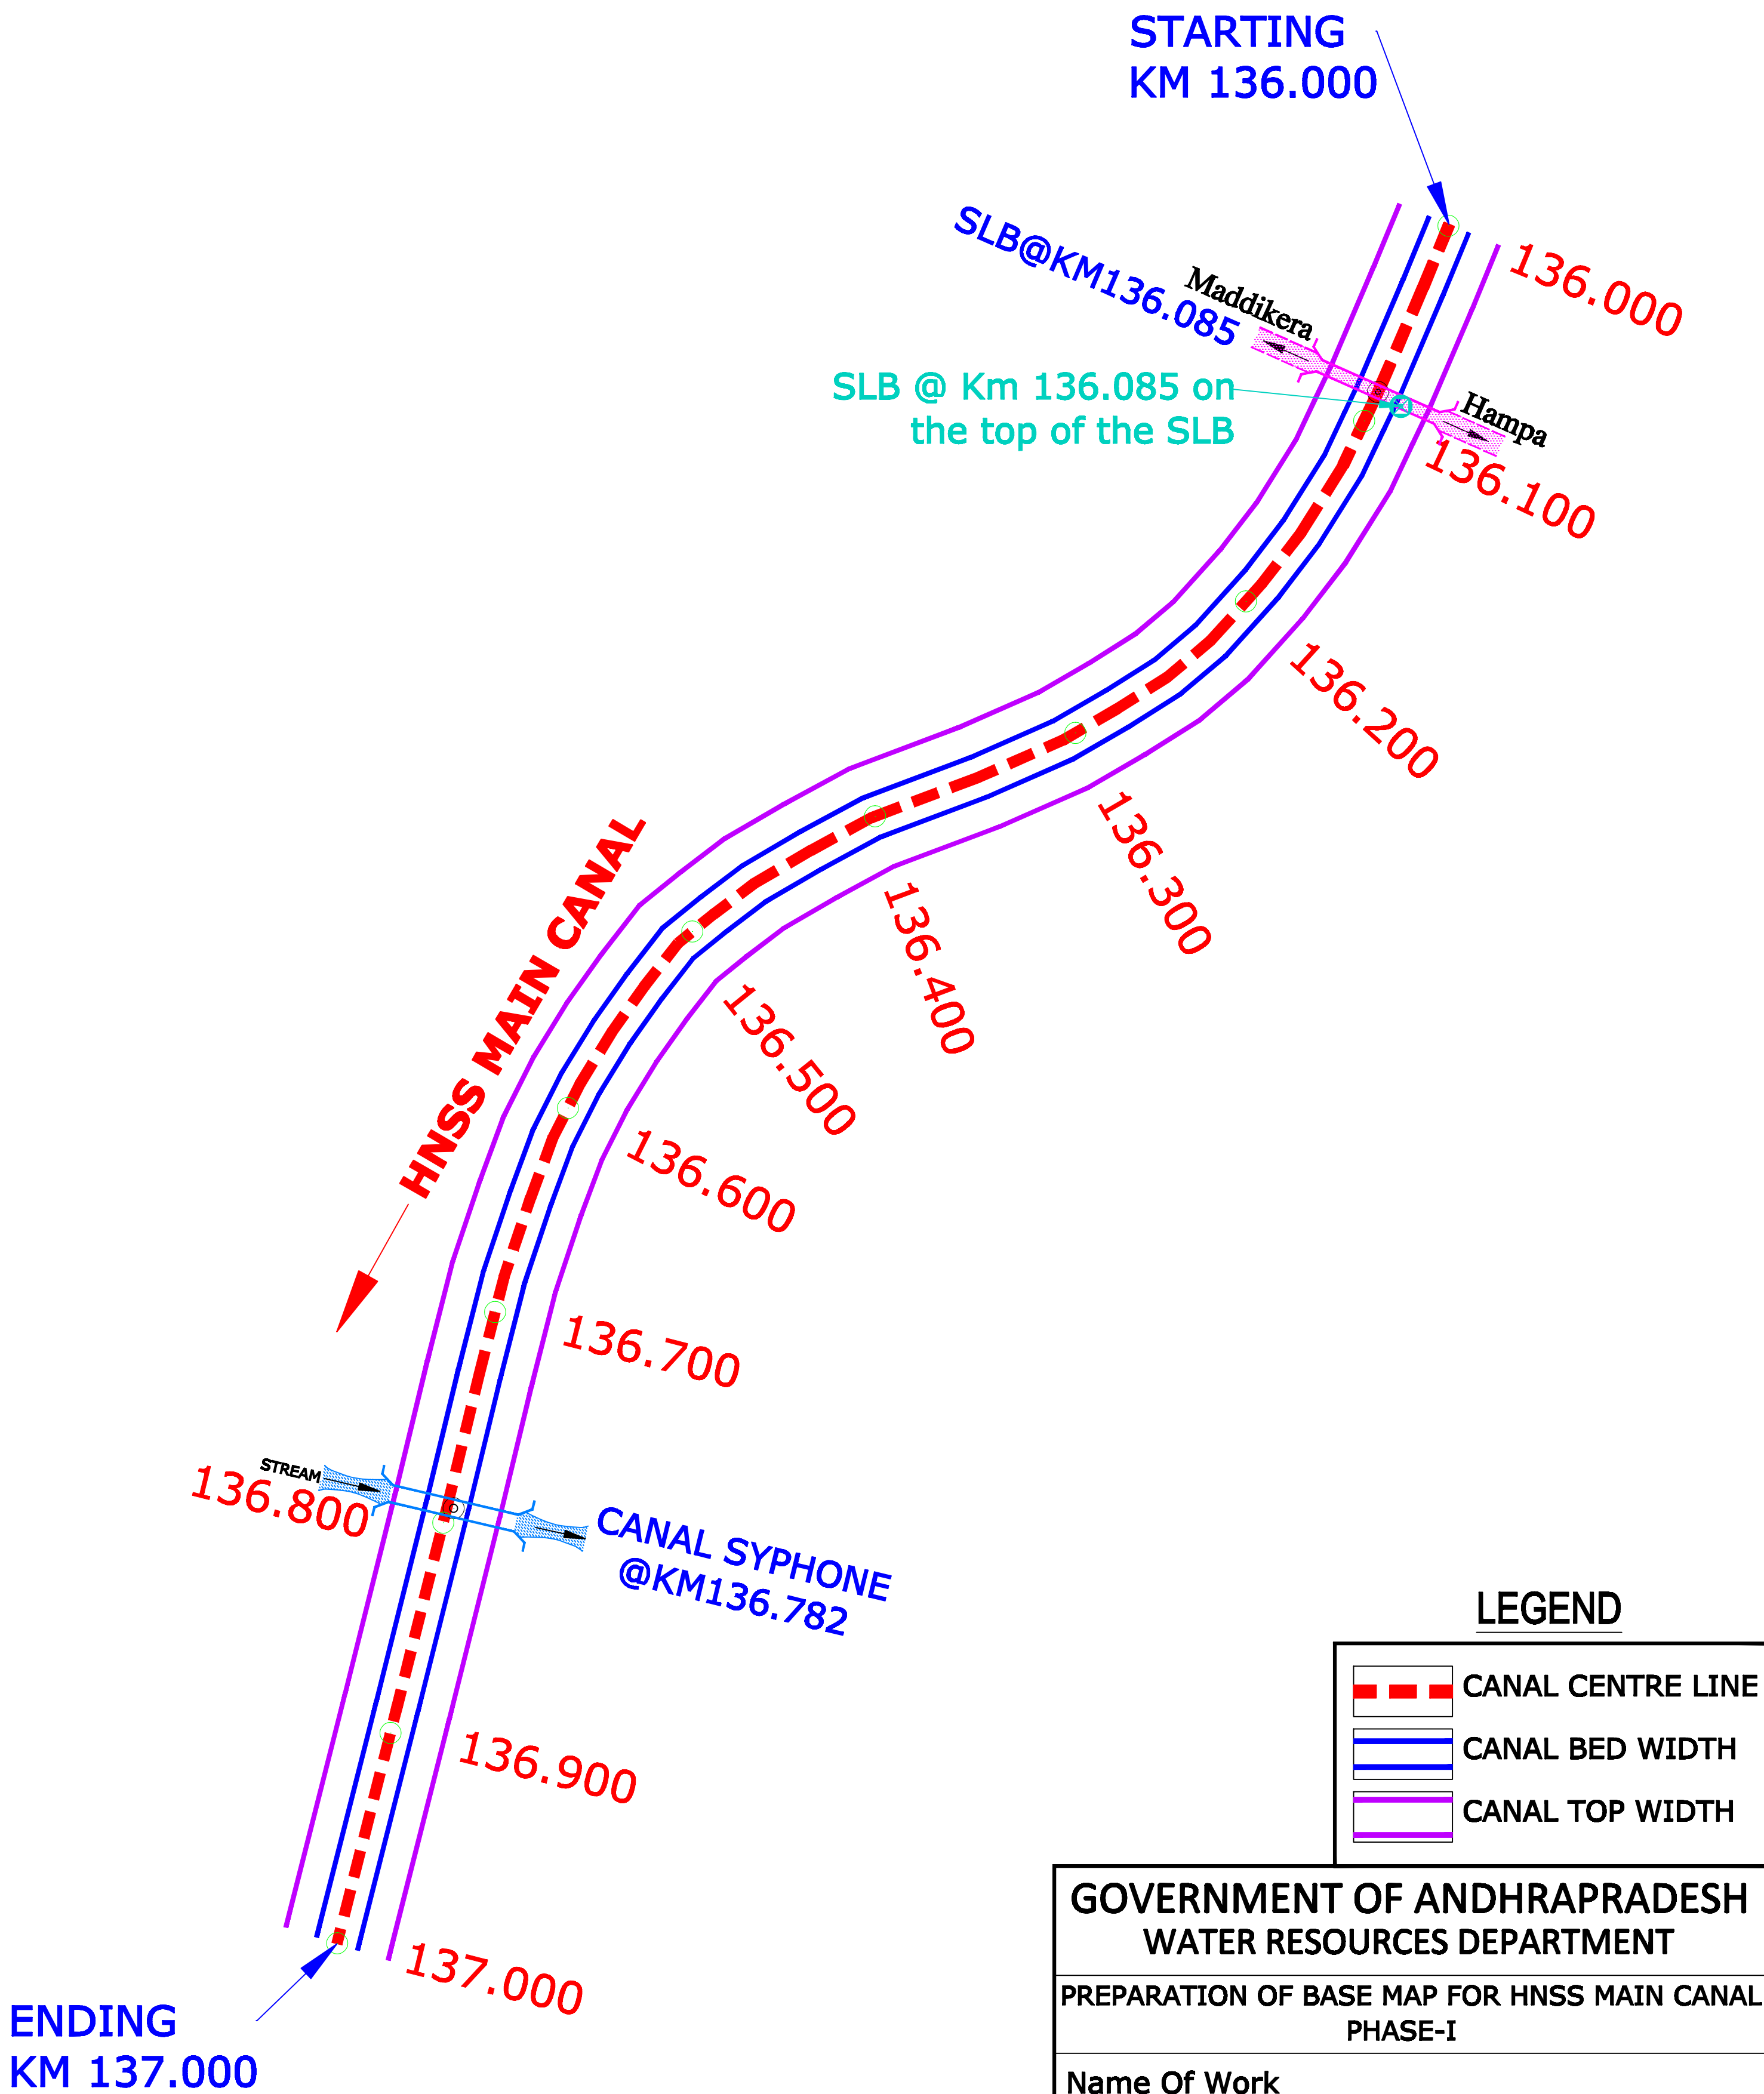 STARTING
KM 136.000
SLB@KM136.085
Maddikera
136.000
SLB @ Km 136.085 on
the top of the SLB
Hampa
136.100
136.200
136.300
136.400
HNSS MAIN CANAL
136.500
136.600
136.700
STREAM
136.800
CANAL SYPHONE
@KM136.782
136.900
137.000
ENDING
KM 137.000
LEGEND
CANAL CENTRE LINE
CANAL BED WIDTH
CANAL TOP WIDTH
GOVERNMENT OF ANDHRAPRADESH
WATER RESOURCES DEPARTMENT
PREPARATION OF BASE MAP FOR HNSS MAIN CANAL
PHASE-I
Name Of Work